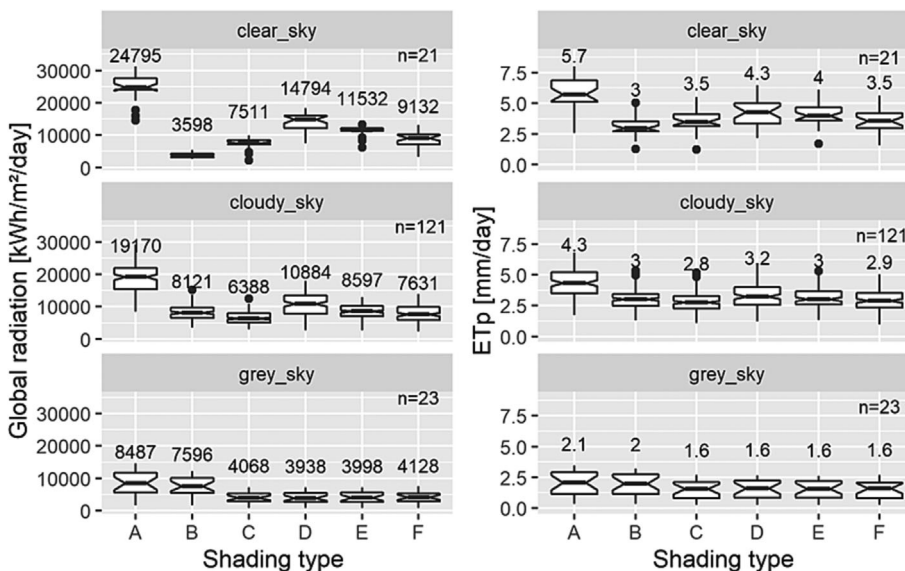 clear_sky
24795
n=21
3598
7511
14794
11532
9132
30000
20000
10000
0
cloudy_sky
19170
n=121
8121
6388
10884
8597
7631
30000
20000
10000
0
grey_sky
n=23
8487
7596
4068
3938
3998
4128
30000
20000
10000
0
A
B
C
D
E
F
Shading type
Global radiation [kWh/m²/day]
clear_sky
5.7
n=21
3
3.5
4.3
4
3.5
7.5
5.0
2.5
0.0
cloudy_sky
4.3
n=121
3
2.8
3.2
3
2.9
7.5
5.0
2.5
0.0
grey_sky
n=23
2.1
2
1.6
1.6
1.6
1.6
7.5
5.0
2.5
0.0
A
B
C
D
E
F
Shading type
ETp [mm/day]